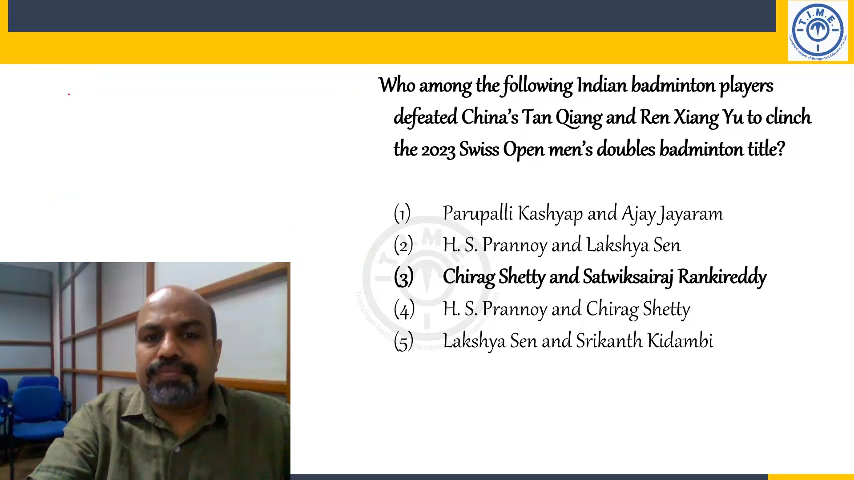 T.I.M.E.
Who among the following Indian badminton players
defeated China's Tan Qiang and Ren Xiang Yu to clinch
the 2023 Swiss Open men's doubles badminton title?
(1) Parupalli Kashyap and Ajay Jayaram
(2) H. S. Prannoy and Lakshya Sen
(3) Chirag Shetty and Satwiksairaj Rankireddy
(4) H. S. Prannoy and Chirag Shetty
(5) Lakshya Sen and Srikanth Kidambi